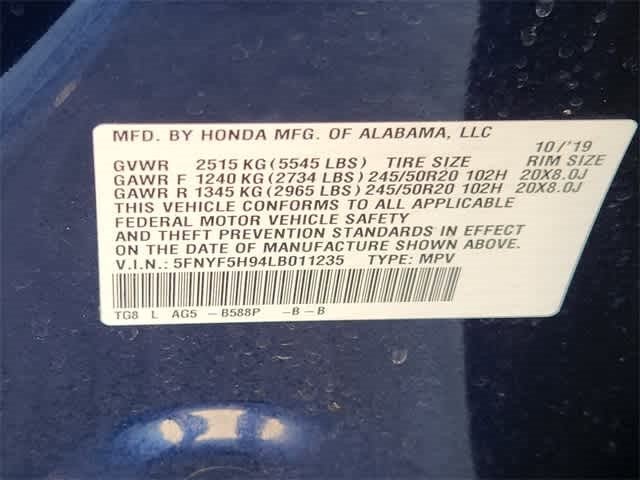 MFD. BY HONDA MFG. OF ALABAMA, LLC 10/'19
GVWR 2515 KG (5545 LBS) TIRE SIZE RIM SIZE
GAWR F 1240 KG (2734 LBS) 245/50R20 102H 20X8.0J
GAWR R 1345 KG (2965 LBS) 245/50R20 102H 20X8.0J
THIS VEHICLE CONFORMS TO ALL APPLICABLE
FEDERAL MOTOR VEHICLE SAFETY
AND THEFT PREVENTION STANDARDS IN EFFECT
ON THE DATE OF MANUFACTURE SHOWN ABOVE.
V.I.N.: 5FNYF5H94LB011235 TYPE: MPV
TG8 L AG5 -B588P -B-B